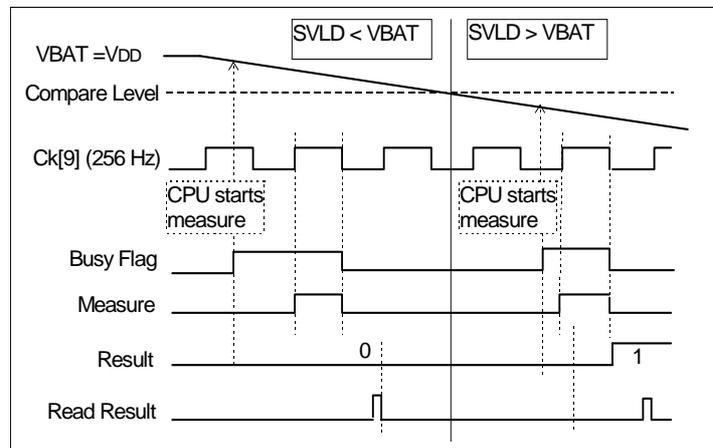 SVLD < VBAT
SVLD > VBAT
VBAT =VDD
Compare Level
Ck[9] (256 Hz)
CPU starts
measure
CPU starts
measure
Busy Flag
Measure
Result
0
1
Read Result